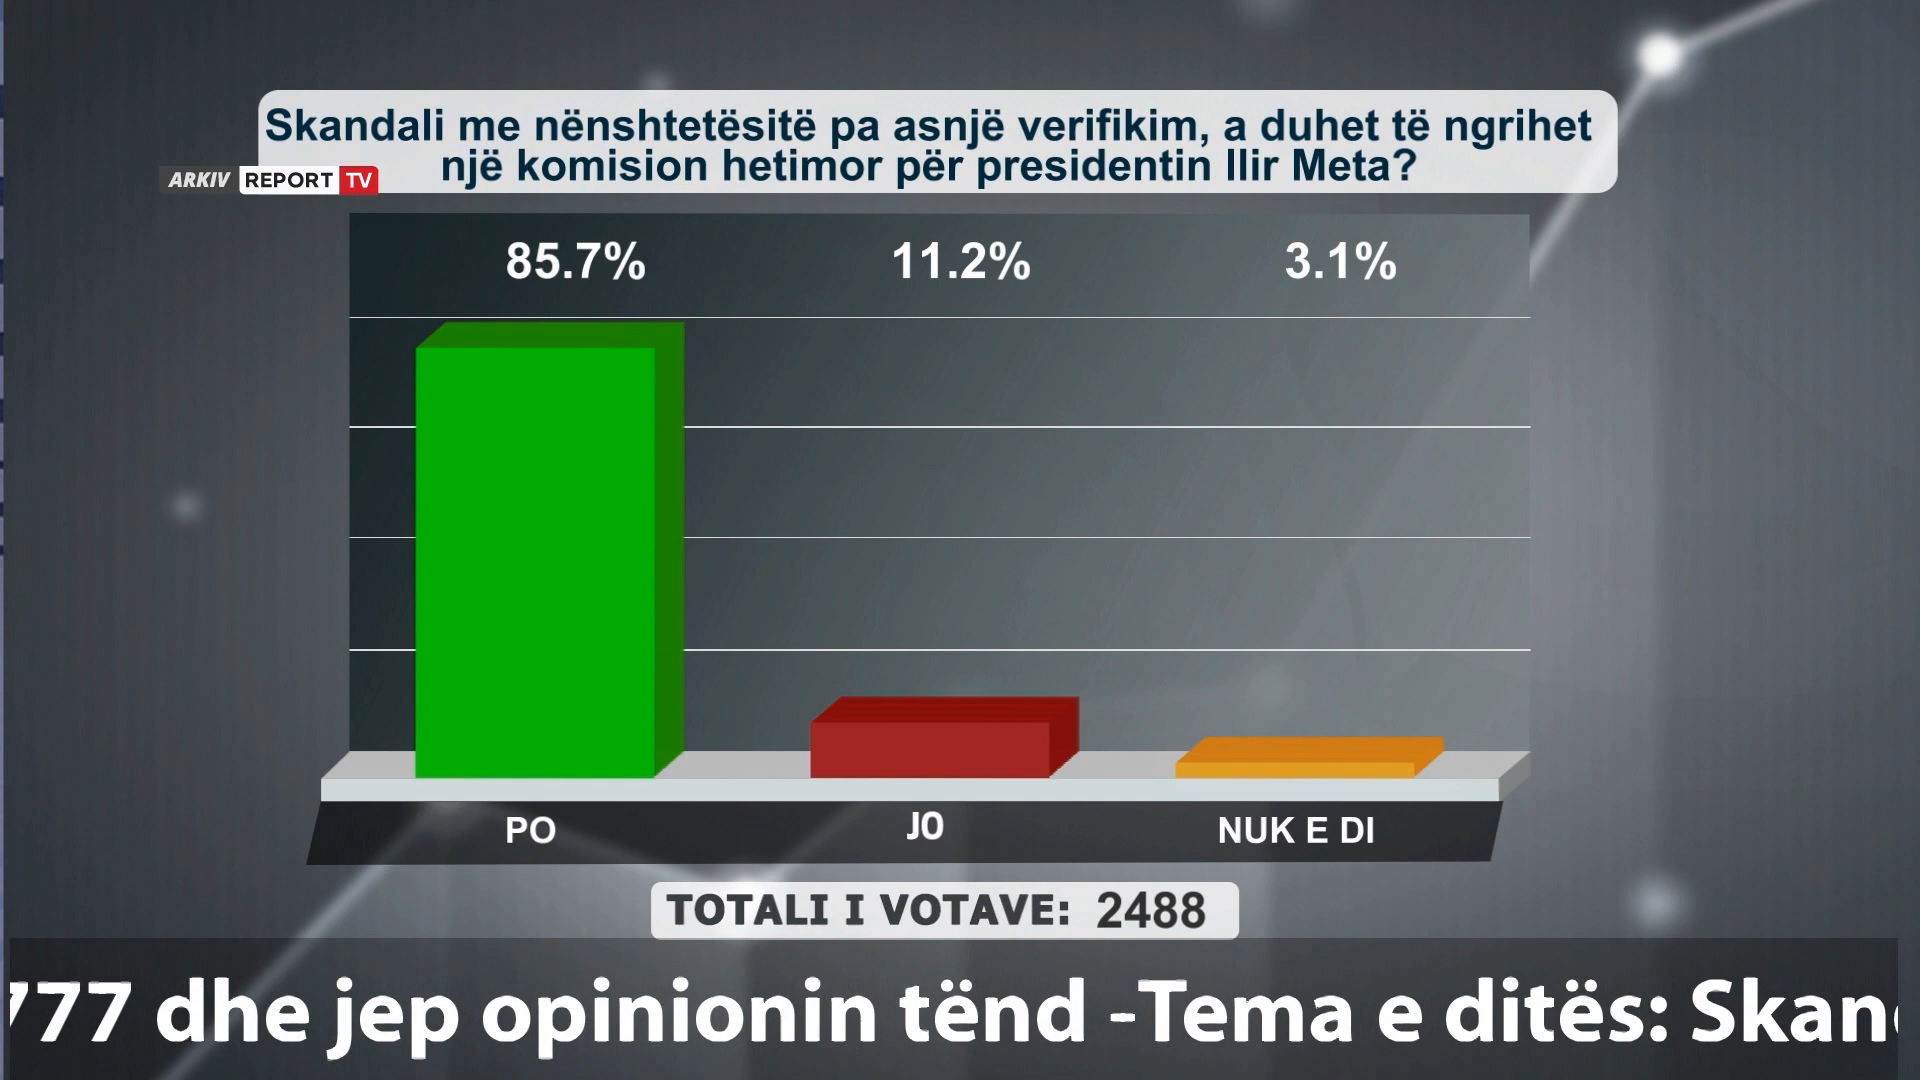 Skandali me nënshtetësitë pa asnjë verifikim, a duhet të ngrihet
një komision hetimor për presidentin Ilir Meta?
ARKIV REPORT TV
85.7% 11.2% 3.1%
PO JO NUK E DI
TOTALI I VOTAVE: 2488
777 dhe jep opinionin tënd -Tema e ditës: